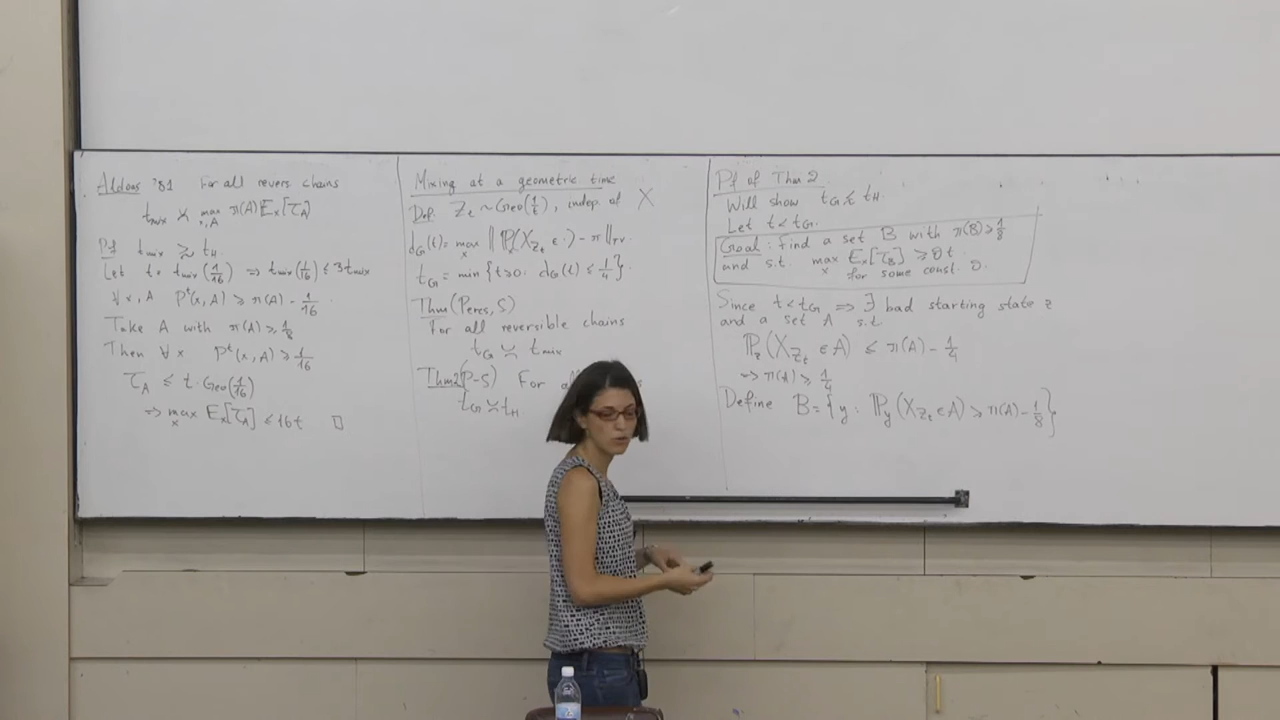 Aldous '81 For all revers. chains
t_mix ≍ max_{x,A} π(A) E_x[τ_A]
Pf t_mix ≳ t_H
Let t = t_mix(1/16) ⇒ t_mix(1/16) ≤ 3t_mix
∀ x, A P^t(x, A) ≥ π(A) - 1/16
Take A with π(A) ≥ 1/8
Then ∀ x P^t(x, A) ≥ 1/16
τ_A ≤ t · Geo(1/16)
⇒ max_x E_x[τ_A] ≤ 16t □
Mixing at a geometric time
Def. Z_t ~ Geo(1/t), indep. of X
d_G(t) = max_x ‖P_x(X_{Z_t} ∈ ·) - π‖_TV.
t_G = min {t ≥ 0 : d_G(t) ≤ 1/4}.
Thm (Peres, S)
For all reversible chains
t_G ≍ t_mix
Thm2 (P-S) For
t_G ≍ t_H
Pf of Thm 2
Will show t_G ≲ t_H.
Let t < t_G.
Goal: Find a set B with π(B) ≥ 1/8
and s.t. max_x E_x[τ_B] ≥ θt
for some const. θ.
Since t < t_G ⇒ ∃ bad starting state z
and a set A s.t.
P_z(X_{Z_t} ∈ A) ≤ π(A) - 1/4
⇒ π(A) ≥ 1/4
Define B = {y : P_y(X_{Z_t} ∈ A) ≥ π(A) - 1/8}